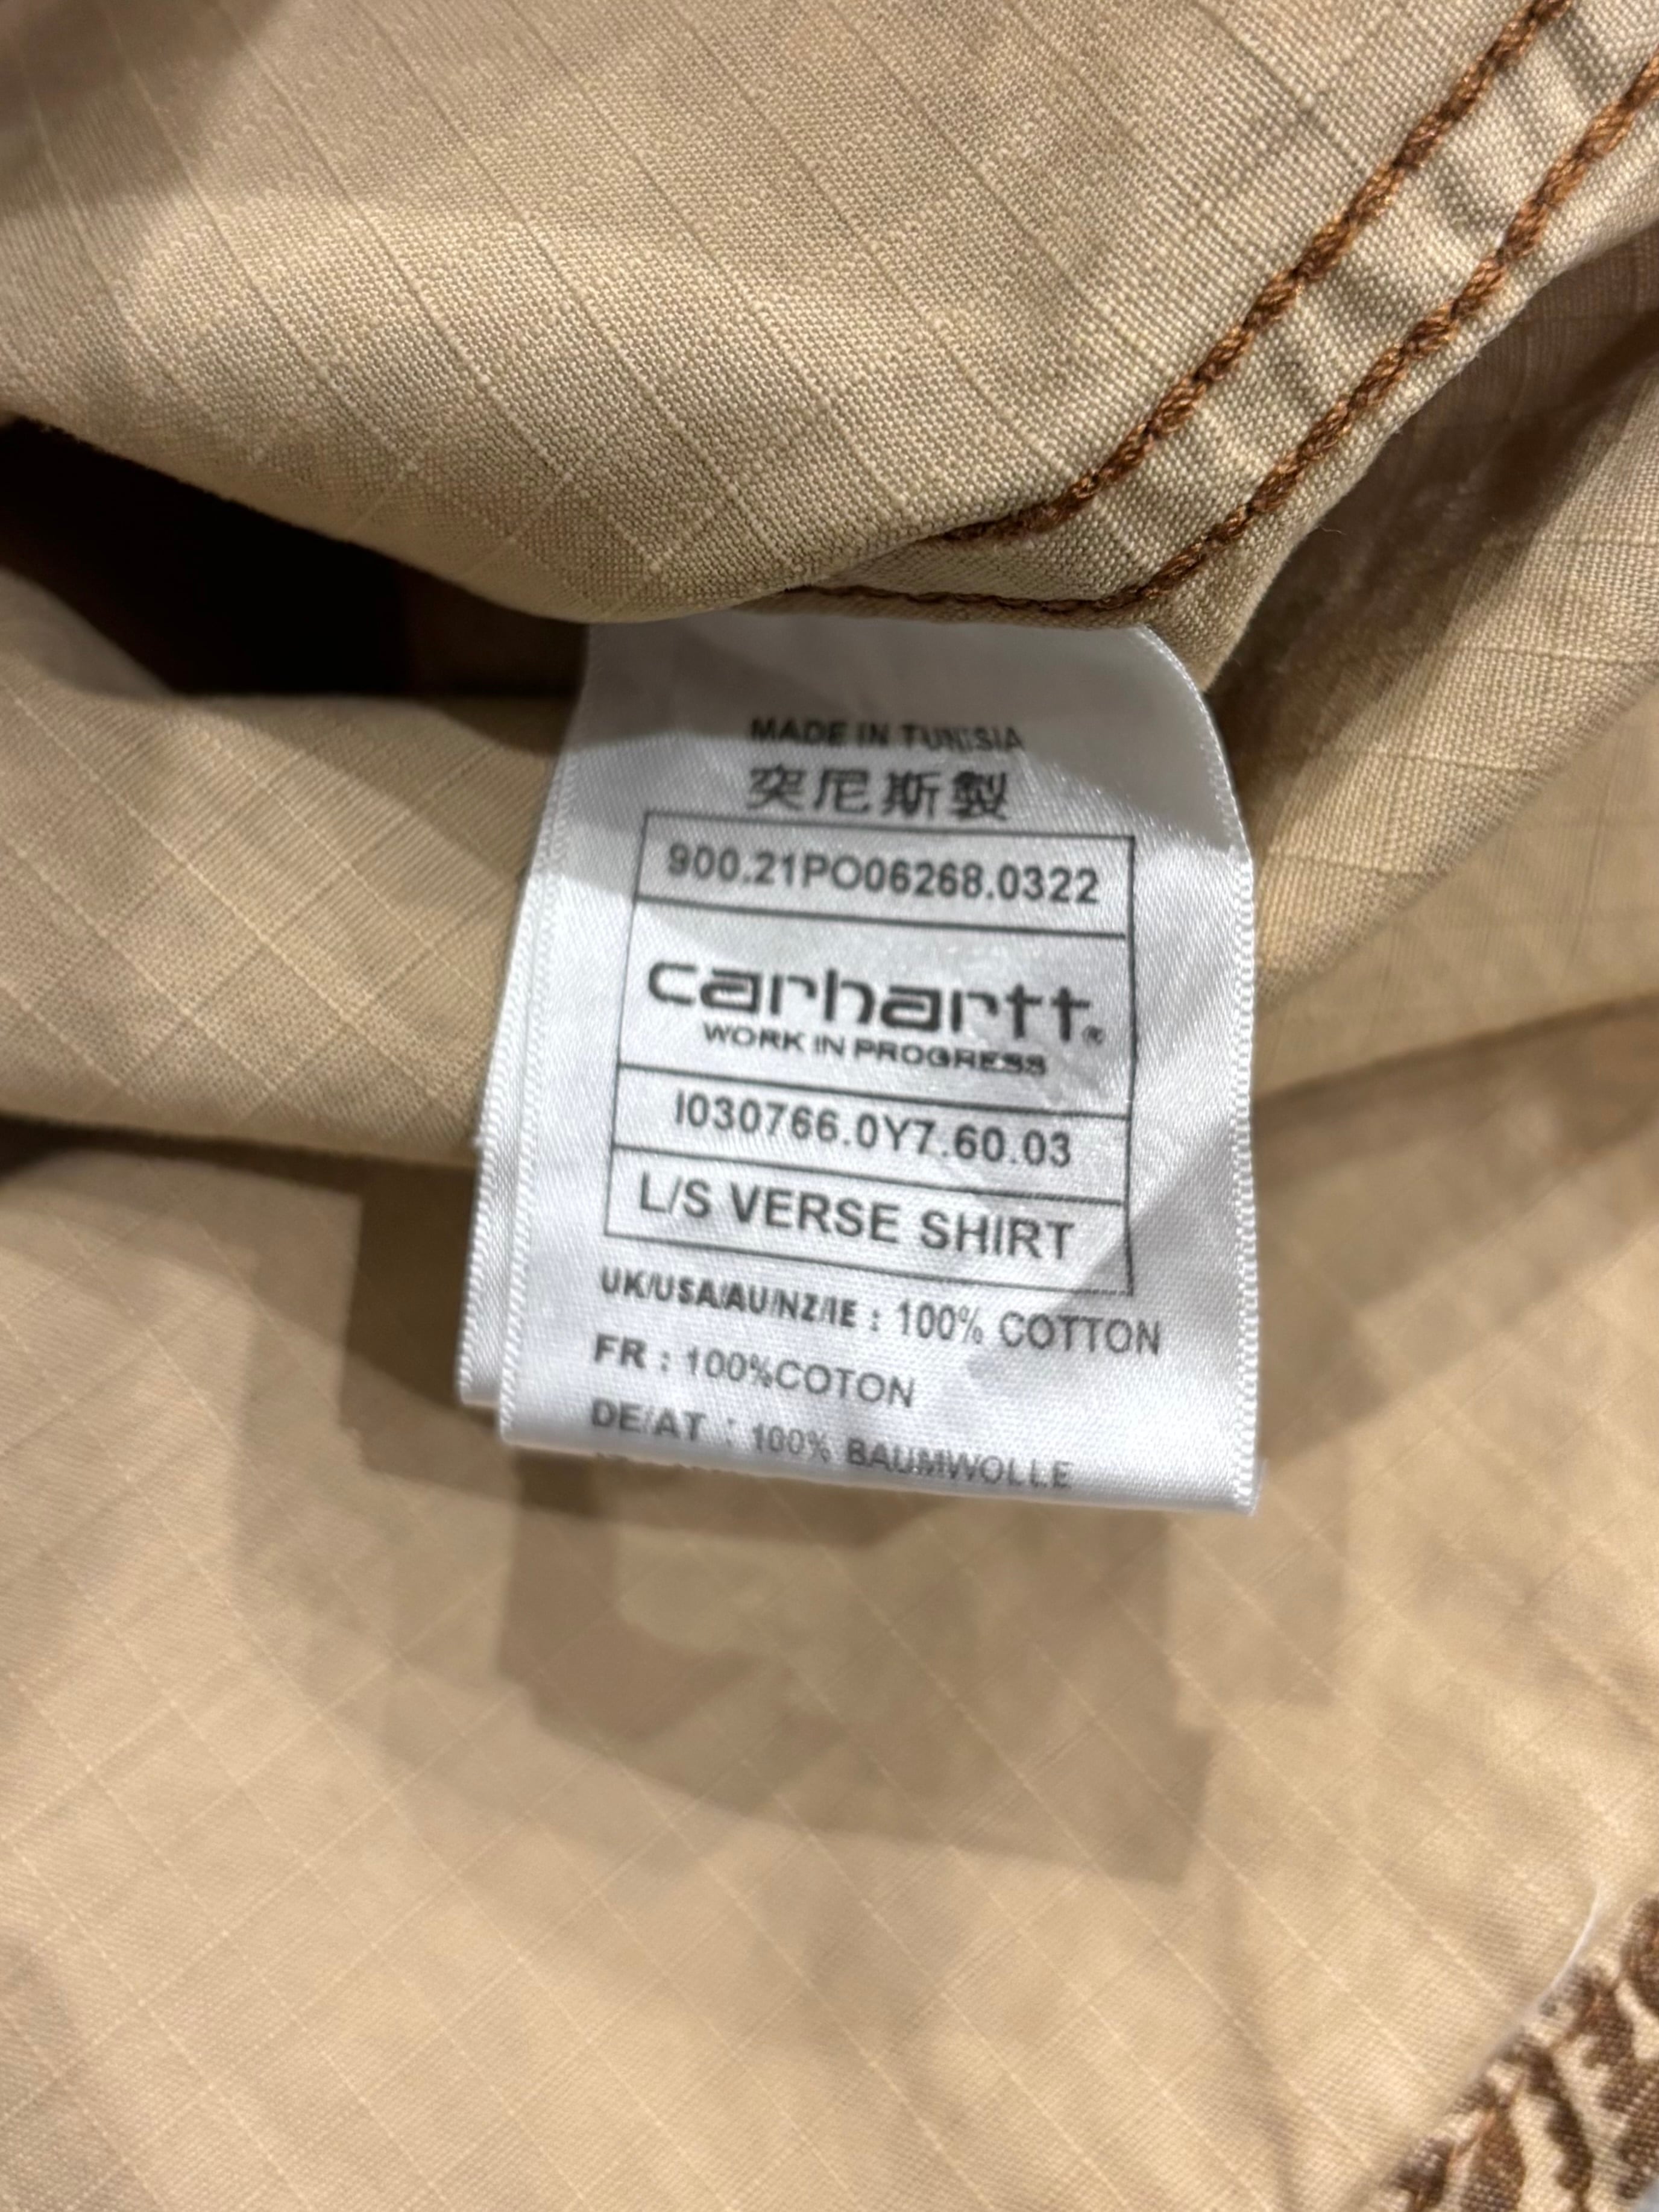 MADE IN TUNISIA
突尼斯製
900.21PO06268.0322
carhartt®
WORK IN PROGRESS
I030766.0Y7.60.03
L/S VERSE SHIRT
UK/USA/AU/NZ/IE : 100% COTTON
FR : 100%COTON
DE/AT : 100% BAUMWOLLE